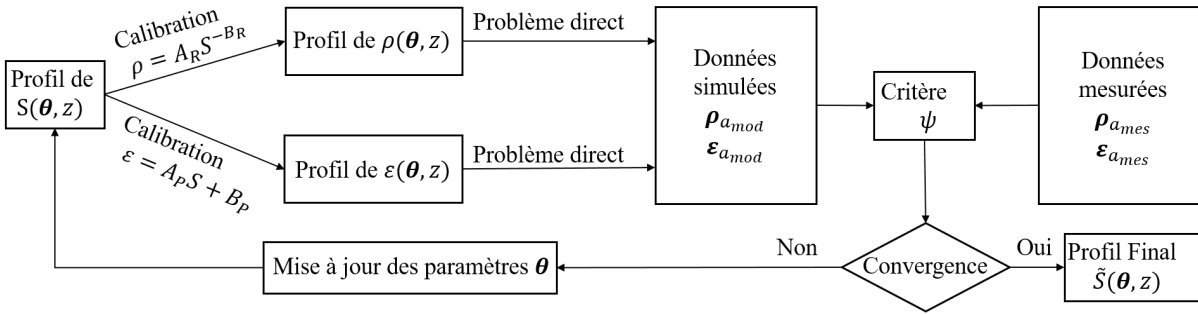 Profil de
S(𝜽, z)
Calibration
ρ = A_R S^{−B_R}
Calibration
ε = A_P S + B_P
Profil de ρ(𝜽, z)
Profil de ε(𝜽, z)
Problème direct
Problème direct
Données
simulées
𝝆_{a_{mod}}
𝜺_{a_{mod}}
Critère
ψ
Données
mesurées
𝝆_{a_{mes}}
𝜺_{a_{mes}}
Convergence
Non
Oui
Mise à jour des paramètres 𝜽
Profil Final
S̃(𝜽, z)